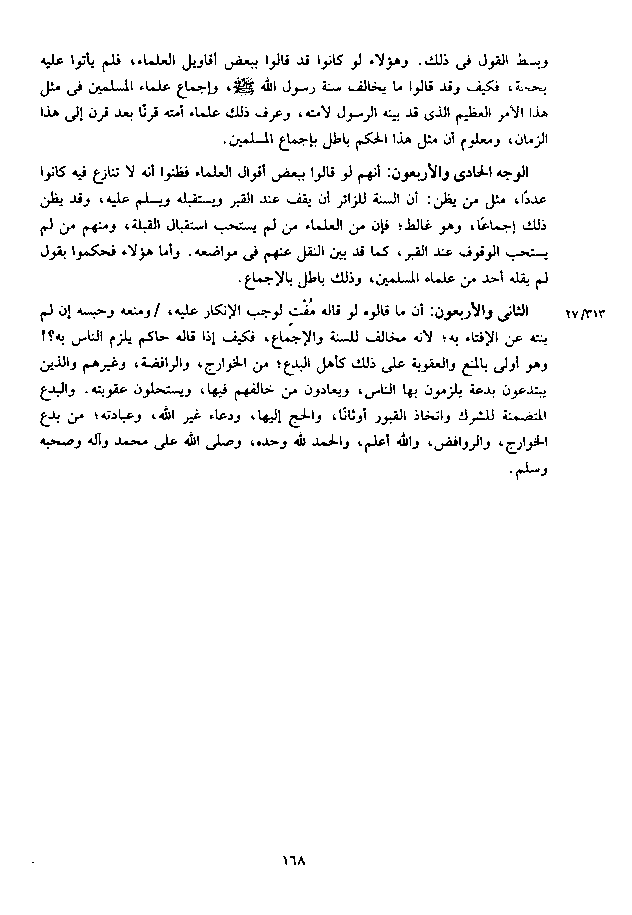 وبسط القول فى ذلك. وهؤلاء لو كانوا قد قالوا ببعض أقاويل العلماء، فلم يأتوا عليه
بحجة، فكيف وقد قالوا ما يخالف سنة رسول الله ﷺ، وإجماع علماء المسلمين فى مثل
هذا الأمر العظيم الذى قد بينه الرسول لأمته، وعرف ذلك علماء أمته قرنًا بعد قرن إلى هذا
الزمان، ومعلوم أن مثل هذا الحكم باطل بإجماع المسلمين.
الوجه الحادى والأربعون: أنهم لو قالوا ببعض أقوال العلماء فظنوا أنه لا تنازع فيه كانوا
عددًا، مثل من يظن: أن السنة للزائر أن يقف عند القبر ويستقبله ويسلم عليه، وقد يظن
ذلك إجماعًا، وهو غالط؛ فإن من العلماء من لم يستحب استقبال القبلة، ومنهم من لم
يستحب الوقوف عند القبر، كما قد بين النقل عنهم فى مواضعه. وأما هؤلاء فحكموا بقول
لم يقله أحد من علماء المسلمين، وذلك باطل بالإجماع.
٢٧/٣١٣ الثانى والأربعون: أن ما قالوه لو قاله مُفْتٍ لوجب الإنكار عليه، /ومنعه وحبسه إن لم
ينته عن الإفتاء به؛ لأنه مخالف للسنة والإجماع، فكيف إذا قاله حاكم يلزم الناس به؟!
وهو أولى بالمنع والعقوبة على ذلك كأهل البدع؛ من الخوارج، والرافضة، وغيرهم والذين
يبتدعون بدعة يلزمون بها الناس، ويعادون من خالفهم فيها، ويستحلون عقوبته. والبدع
المتضمنة للشرك واتخاذ القبور أوثانًا، والحج إليها، ودعاء غير الله، وعبادته؛ من بدع
الخوارج، والروافض، والله أعلم، والحمد لله وحده، وصلى الله على محمد وآله وصحبه
وسلم.
١٦٨